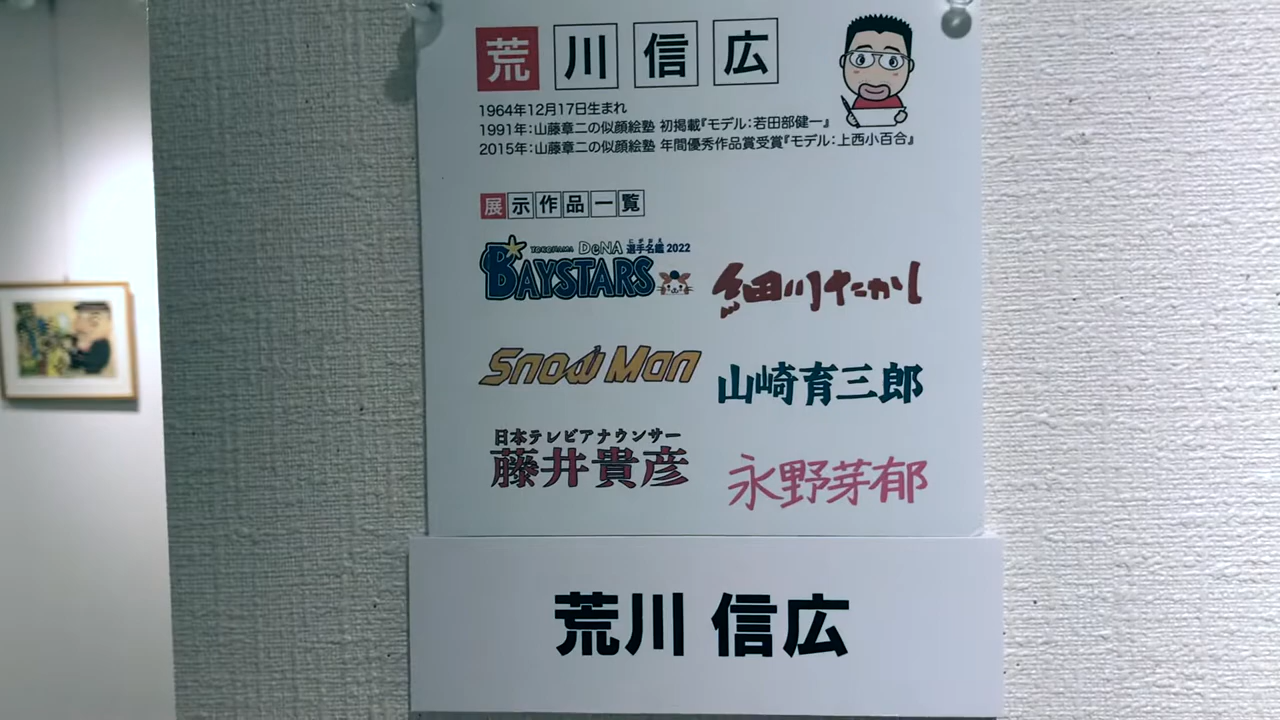 荒川信広
1964年12月17日生まれ
1991年：山藤章二の似顔絵塾 初掲載『モデル：若田部健一』
2015年：山藤章二の似顔絵塾 年間優秀作品賞受賞『モデル：上西小百合』
展示作品一覧
YOKOHAMA DeNA 選手名鑑 2022
BAYSTARS
細川たかし
Snow Man
山崎育三郎
日本テレビアナウンサー
藤井貴彦
永野芽郁
荒川 信広